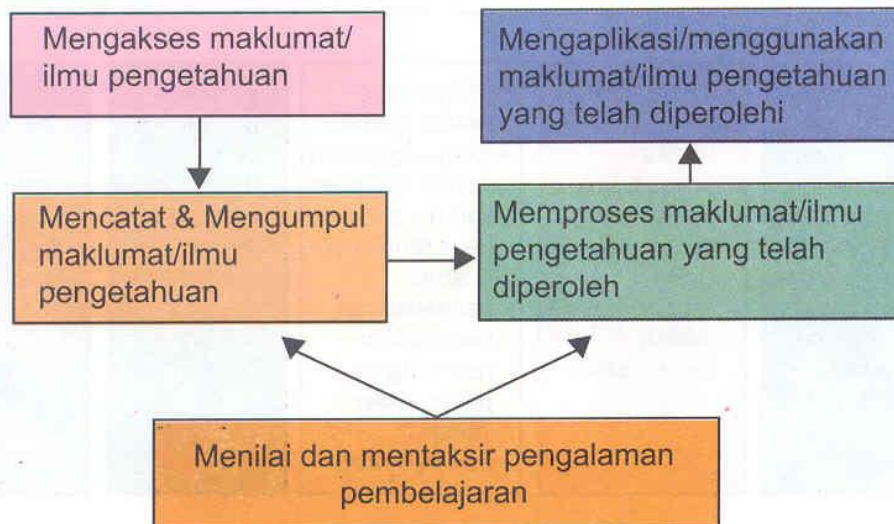 Mengakses maklumat/
ilmu pengetahuan
Mencatat & Mengumpul
maklumat/ilmu
pengetahuan
Memproses maklumat/ilmu
pengetahuan yang telah
diperoleh
Mengaplikasi/menggunakan
maklumat/ilmu pengetahuan
yang telah diperolehi
Menilai dan mentaksir pengalaman
pembelajaran